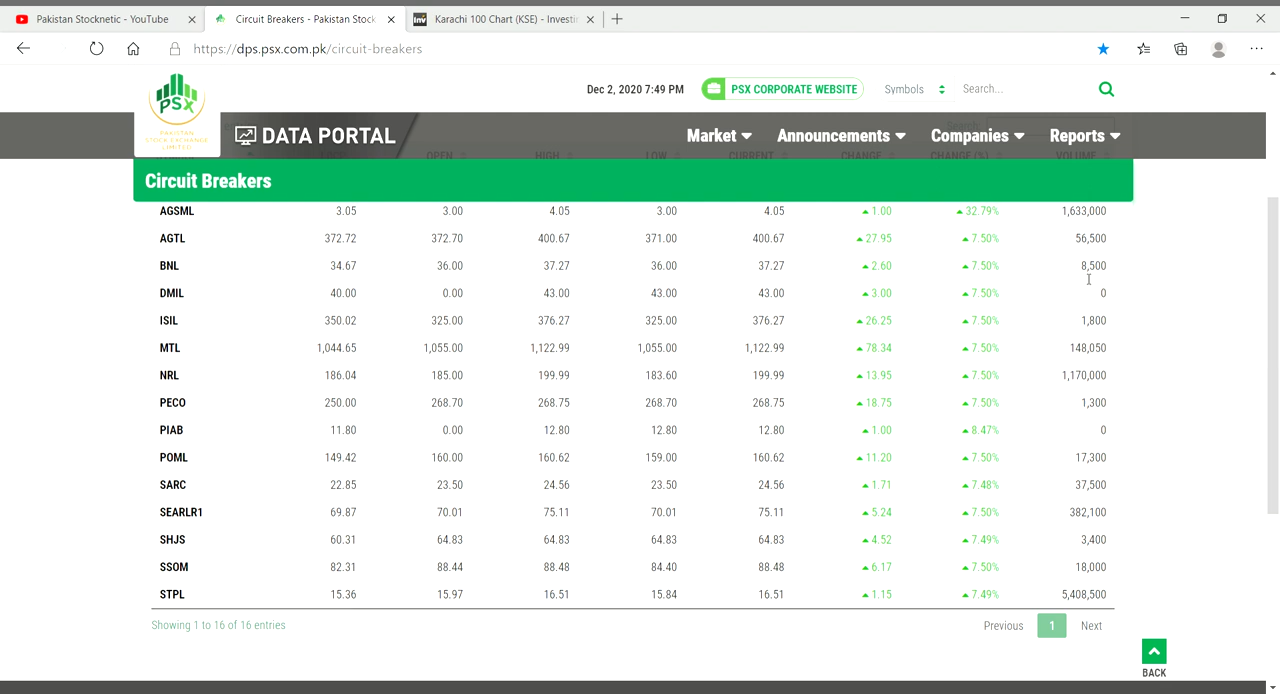 Pakistan Stocknetic - YouTube
Circuit Breakers - Pakistan Stock
Karachi 100 Chart (KSE) - Investin
https://dps.psx.com.pk/circuit-breakers
PSX
PAKISTAN
STOCK EXCHANGE
LIMITED
Dec 2, 2020 7:49 PM
PSX CORPORATE WEBSITE
Symbols
Search...
DATA PORTAL
Market
Announcements
Companies
Reports
OPEN HIGH LOW CURRENT CHANGE CHANGE (%) VOLUME
Circuit Breakers
AGSML 3.05 3.00 4.05 3.00 4.05 1.00 32.79% 1,633,000
AGTL 372.72 372.70 400.67 371.00 400.67 27.95 7.50% 56,500
BNL 34.67 36.00 37.27 36.00 37.27 2.60 7.50% 8,500
DMIL 40.00 0.00 43.00 43.00 43.00 3.00 7.50% 0
ISIL 350.02 325.00 376.27 325.00 376.27 26.25 7.50% 1,800
MTL 1,044.65 1,055.00 1,122.99 1,055.00 1,122.99 78.34 7.50% 148,050
NRL 186.04 185.00 199.99 183.60 199.99 13.95 7.50% 1,170,000
PECO 250.00 268.70 268.75 268.70 268.75 18.75 7.50% 1,300
PIAB 11.80 0.00 12.80 12.80 12.80 1.00 8.47% 0
POML 149.42 160.00 160.62 159.00 160.62 11.20 7.50% 17,300
SARC 22.85 23.50 24.56 23.50 24.56 1.71 7.48% 37,500
SEARLR1 69.87 70.01 75.11 70.01 75.11 5.24 7.50% 382,100
SHJS 60.31 64.83 64.83 64.83 64.83 4.52 7.49% 3,400
SSOM 82.31 88.44 88.48 84.40 88.48 6.17 7.50% 18,000
STPL 15.36 15.97 16.51 15.84 16.51 1.15 7.49% 5,408,500
Showing 1 to 16 of 16 entries
Previous 1 Next
BACK